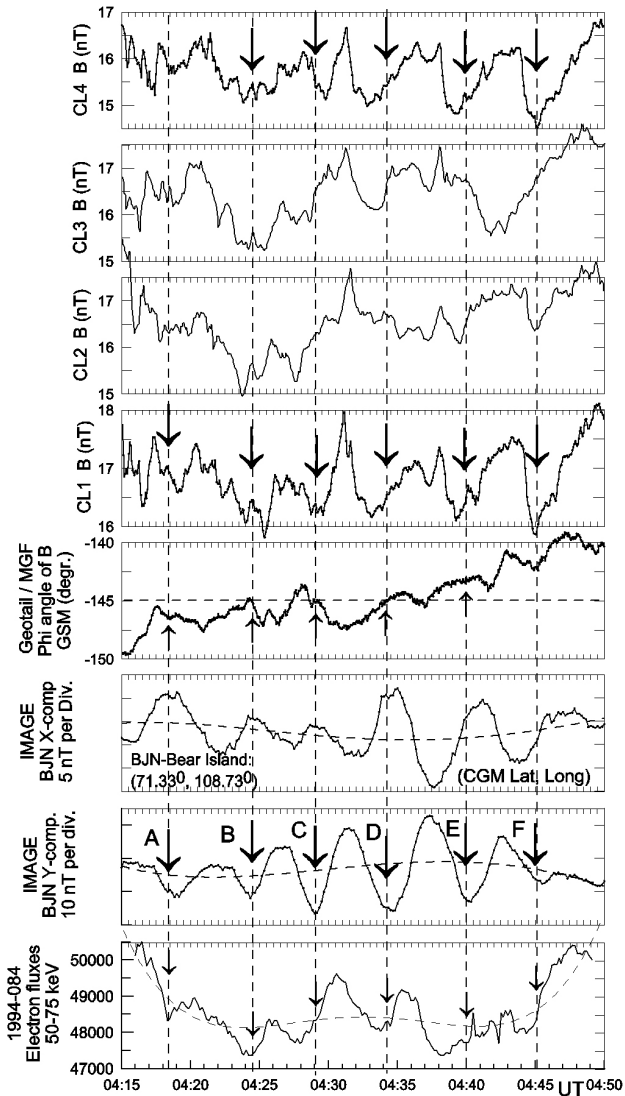 17
16
15
CL4 B (nT)
17
16
15
CL3 B (nT)
17
16
15
CL2 B (nT)
18
17
16
CL1 B (nT)
-140
-145
-150
Geotail / MGF
Phi angle of B
GSM (degr.)
IMAGE
BJN X-comp
5 nT per Div.
BJN-Bear Island:
(71.33⁰, 108.73⁰)
(CGM Lat, Long)
IMAGE
BJN Y-comp.
10 nT per div.
A
B
C
D
E
F
1994-084
Electron fluxes
50-75 keV
50000
49000
48000
47000
04:15 04:20 04:25 04:30 04:35 04:40 04:45 UT 04:50